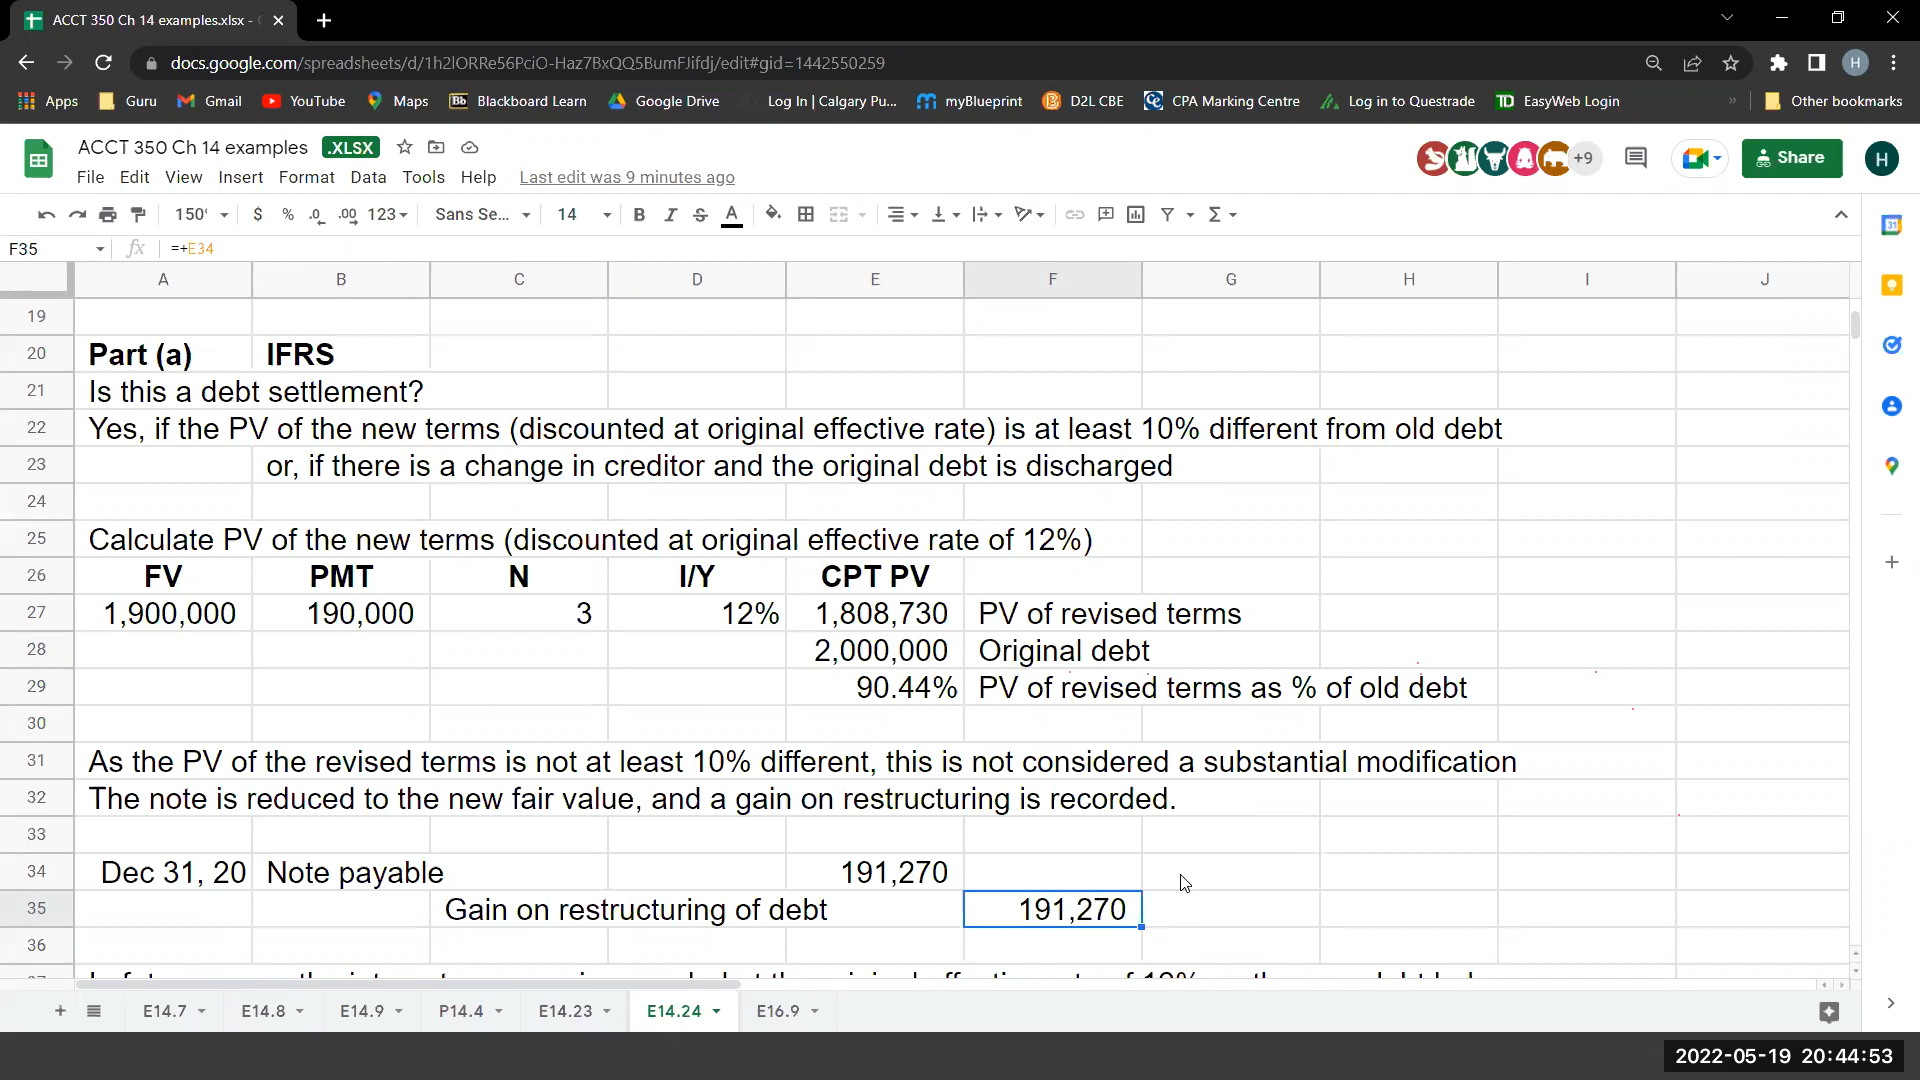 ACCT 350 Ch 14 examples.xlsx -
docs.google.com/spreadsheets/d/1h2lORRe56PciO-Haz7BxQQ5BumFJifdj/edit#gid=1442550259
Apps Guru Gmail YouTube Maps Bb Blackboard Learn Google Drive Log In | Calgary Pu... myBlueprint D2L CBE CPA Marking Centre Log in to Questrade TD EasyWeb Login » Other bookmarks
ACCT 350 Ch 14 examples .XLSX +9 Share H
File Edit View Insert Format Data Tools Help Last edit was 9 minutes ago
150% $ % .0 .00 123 Sans Se... 14 B I S A
F35 fx =+E34
A B C D E F G H I J
19
20 Part (a) IFRS
21 Is this a debt settlement?
22 Yes, if the PV of the new terms (discounted at original effective rate) is at least 10% different from old debt
23 or, if there is a change in creditor and the original debt is discharged
24
25 Calculate PV of the new terms (discounted at original effective rate of 12%)
26 FV PMT N I/Y CPT PV
27 1,900,000 190,000 3 12% 1,808,730 PV of revised terms
28 2,000,000 Original debt
29 90.44% PV of revised terms as % of old debt
30
31 As the PV of the revised terms is not at least 10% different, this is not considered a substantial modification
32 The note is reduced to the new fair value, and a gain on restructuring is recorded.
33
34 Dec 31, 20 Note payable 191,270
35 Gain on restructuring of debt 191,270
36
E14.7 E14.8 E14.9 P14.4 E14.23 E14.24 E16.9
2022-05-19 20:44:53